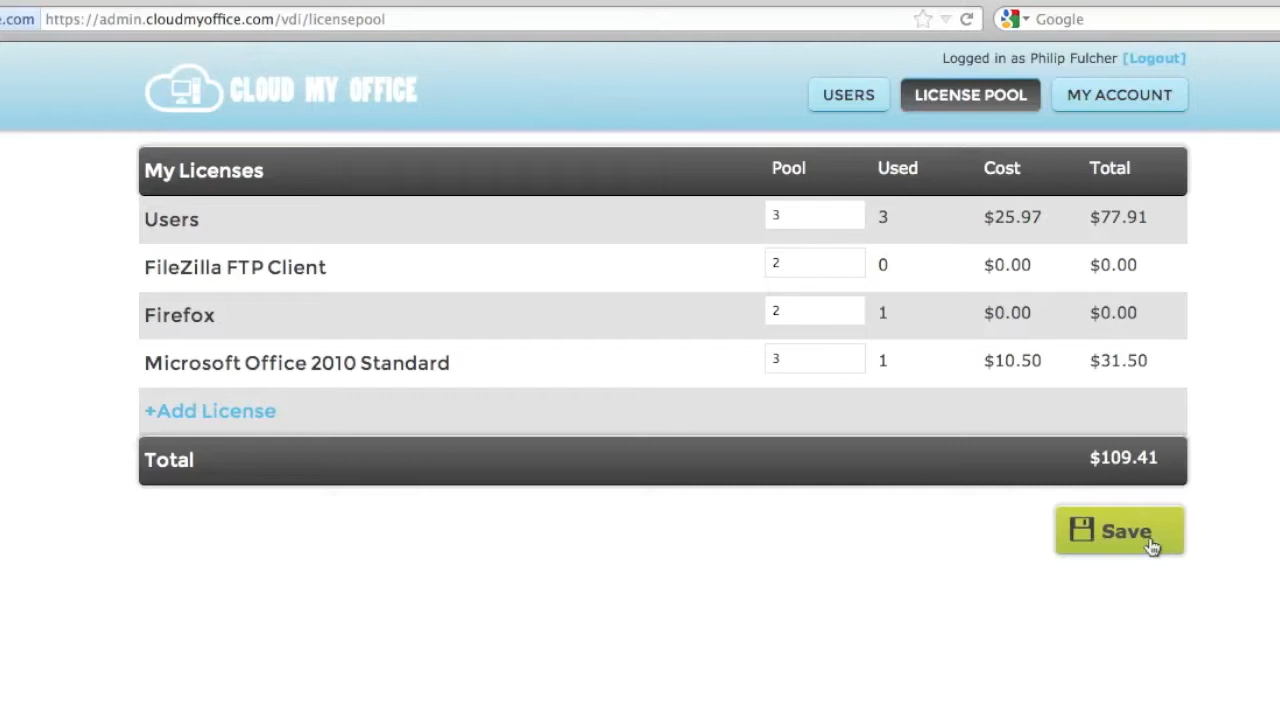 e.com https://admin.cloudmyoffice.com/vdi/licensepool Google
Logged in as Philip Fulcher [Logout]
CLOUD MY OFFICE USERS LICENSE POOL MY ACCOUNT
My Licenses Pool Used Cost Total
Users 3 3 $25.97 $77.91
FileZilla FTP Client 2 0 $0.00 $0.00
Firefox 2 1 $0.00 $0.00
Microsoft Office 2010 Standard 3 1 $10.50 $31.50
+Add License
Total $109.41
Save